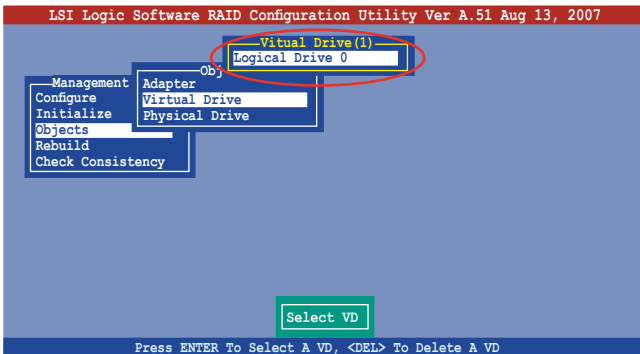 LSI Logic Software RAID Configuration Utility Ver A.51 Aug 13, 2007
Vitual Drive(1)
Logical Drive 0
Obj
Adapter
Virtual Drive
Physical Drive
Management
Configure
Initialize
Objects
Rebuild
Check Consistency
Select VD
Press ENTER To Select A VD, <DEL> To Delete A VD